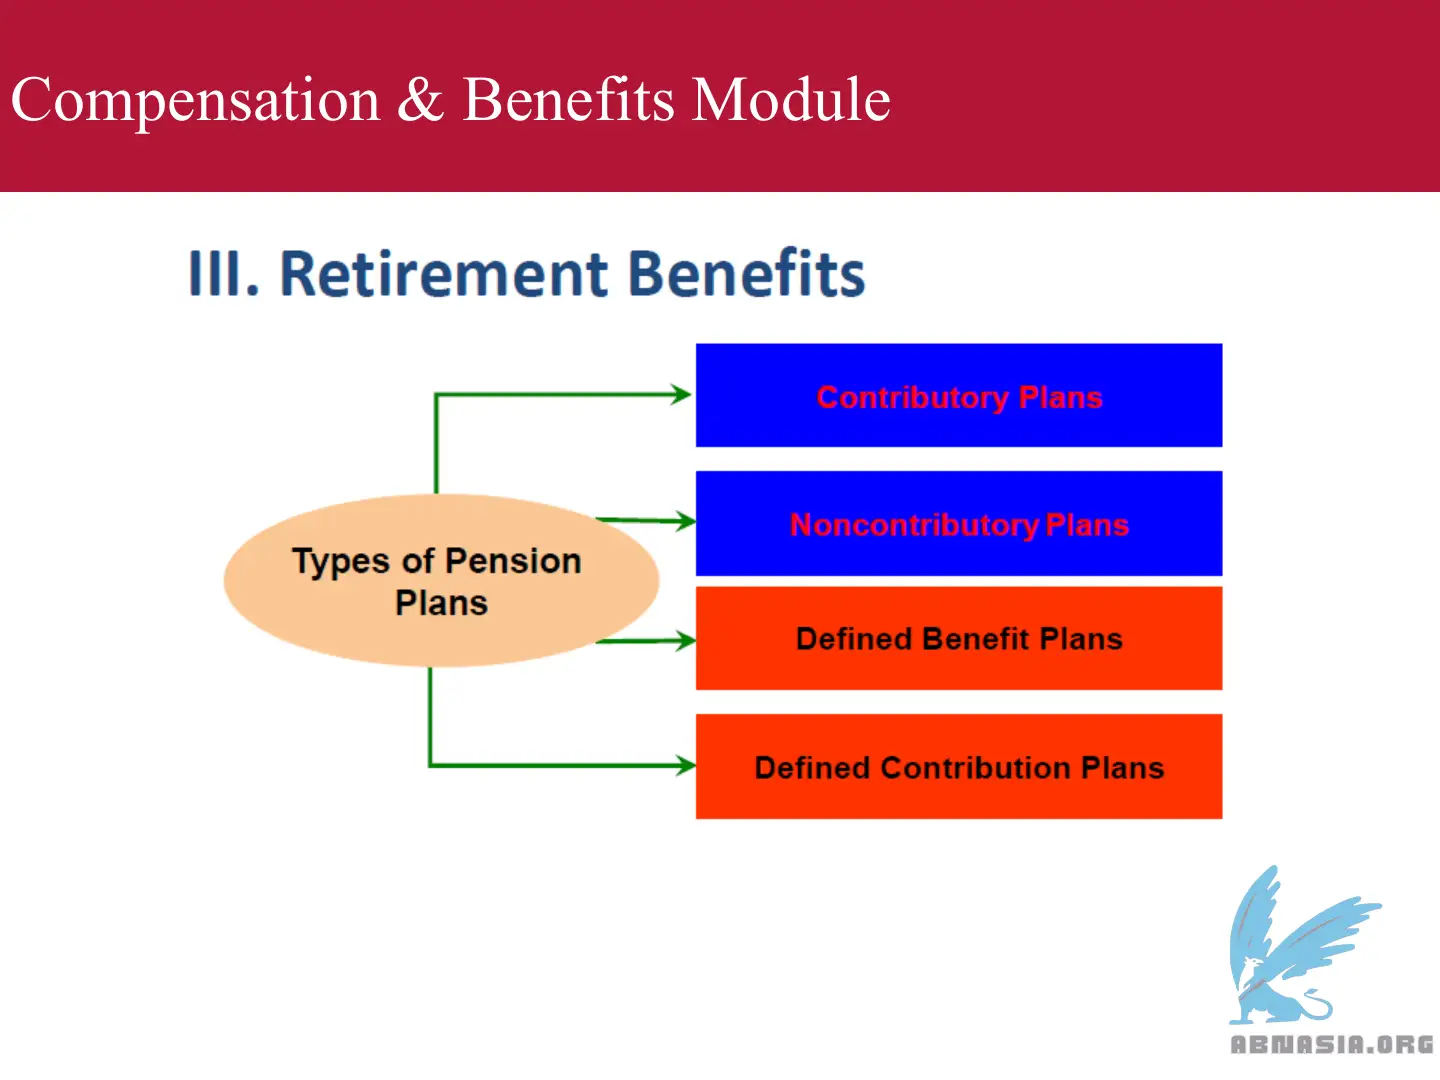 Compensation & Benefits Module
III. Retirement Benefits
Contributory Plans
Noncontributory Plans
Types of Pension
Plans
Defined Benefit Plans
Defined Contribution Plans
ABNASIA.ORG